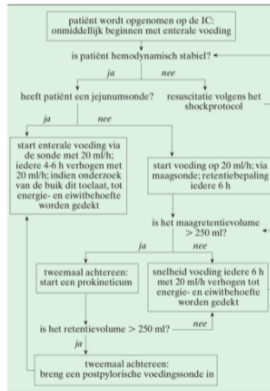 patiënt wordt opgenomen op de IC:
onmiddellijk beginnen met enterale voeding
is patiënt hemodynamisch stabiel?
ja
nee
heeft patiënt een jejunumsonde?
resuscitatie volgens het
shockprotocol
ja
nee
start enterale voeding via
de sonde met 20 ml/h;
iedere 4-6 h verhogen met
20 ml/h; indien onderzoek
van de buik dit toelaat, tot
energie- en eiwitbehoefte
worden gedekt
start voeding op 20 ml/h; via
maagsonde; retentiebepaling
iedere 6 h
is het maagretentievolume
> 250 ml?
ja
nee
tweemaal achtereen:
start een prokineticum
snelheid voeding iedere 6 h
met 20 ml/h verhogen tot
energie- en eiwitbehoefte
worden gedekt
is het retentievolume > 250 ml?
nee
ja
tweemaal achtereen:
breng een postpylorische voedingssonde in